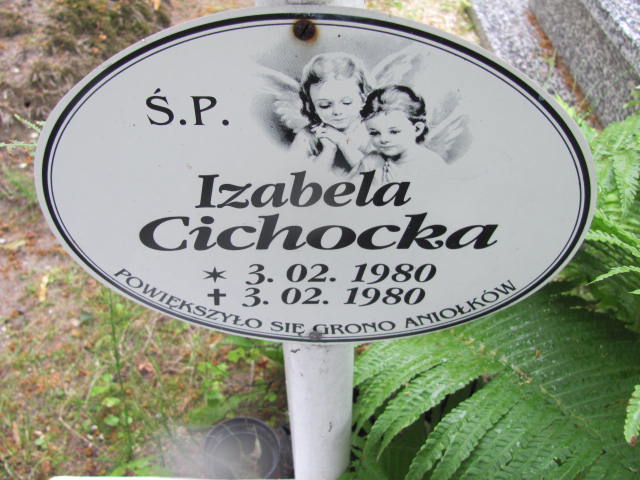 Ś.P.
Izabela
Cichocka
✶ 3. 02. 1980
✝ 3. 02. 1980
POWIĘKSZYŁO SIĘ GRONO ANIOŁKÓW